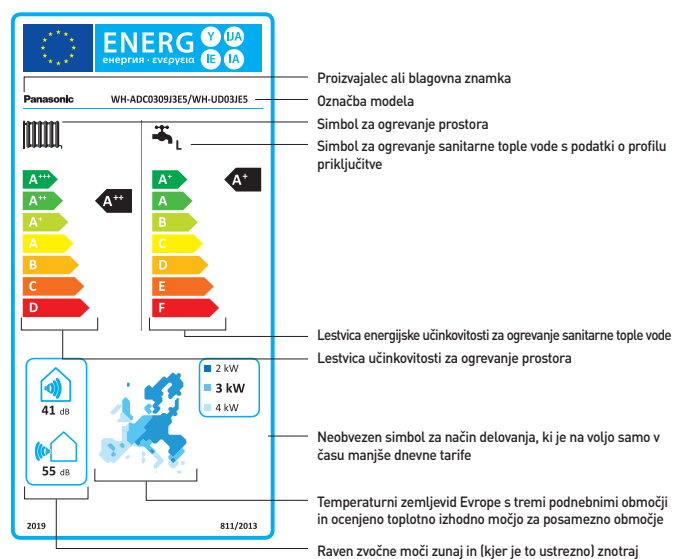 ENERG
енергия · ενεργεια
Y
IJA
IE
IA
Panasonic
WH-ADC0309J3E5/WH-UD03JE5
L
A+++
A++
A+
A
B
C
D
A++
A+
A
B
C
D
E
F
A+
41 dB
55 dB
2 kW
3 kW
4 kW
2019
811/2013
Proizvajalec ali blagovna znamka
Označba modela
Simbol za ogrevanje prostora
Simbol za ogrevanje sanitarne tople vode s podatki o profilu
priključitve
Lestvica energijske učinkovitosti za ogrevanje sanitarne tople vode
Lestvica učinkovitosti za ogrevanje prostora
Neobvezen simbol za način delovanja, ki je na voljo samo v
času manjše dnevne tarife
Temperaturni zemljevid Evrope s tremi podnebnimi območji
in ocenjeno toplotno izhodno močjo za posamezno območje
Raven zvočne moči zunaj in (kjer je to ustrezno) znotraj